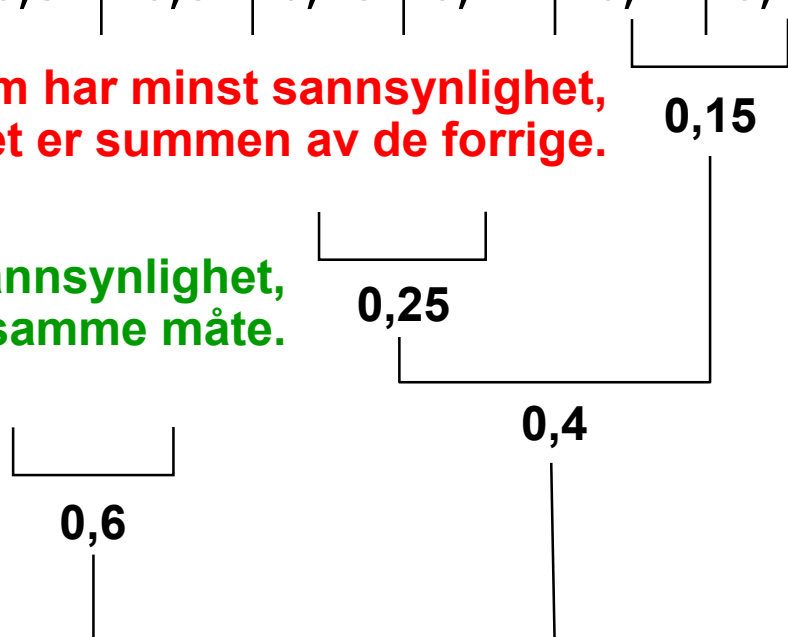 m har minst sannsynlighet,
et er summen av de forrige.
0,15
annsynlighet,
samme måte.
0,25
0,4
0,6